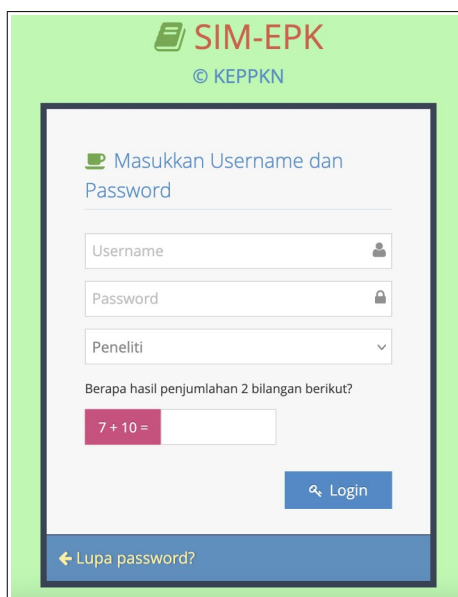 SIM-EPK
© KEPPKN
Masukkan Username dan
Password
Username
Password
Peneliti
Berapa hasil penjumlahan 2 bilangan berikut?
7 + 10 =
Login
Lupa password?